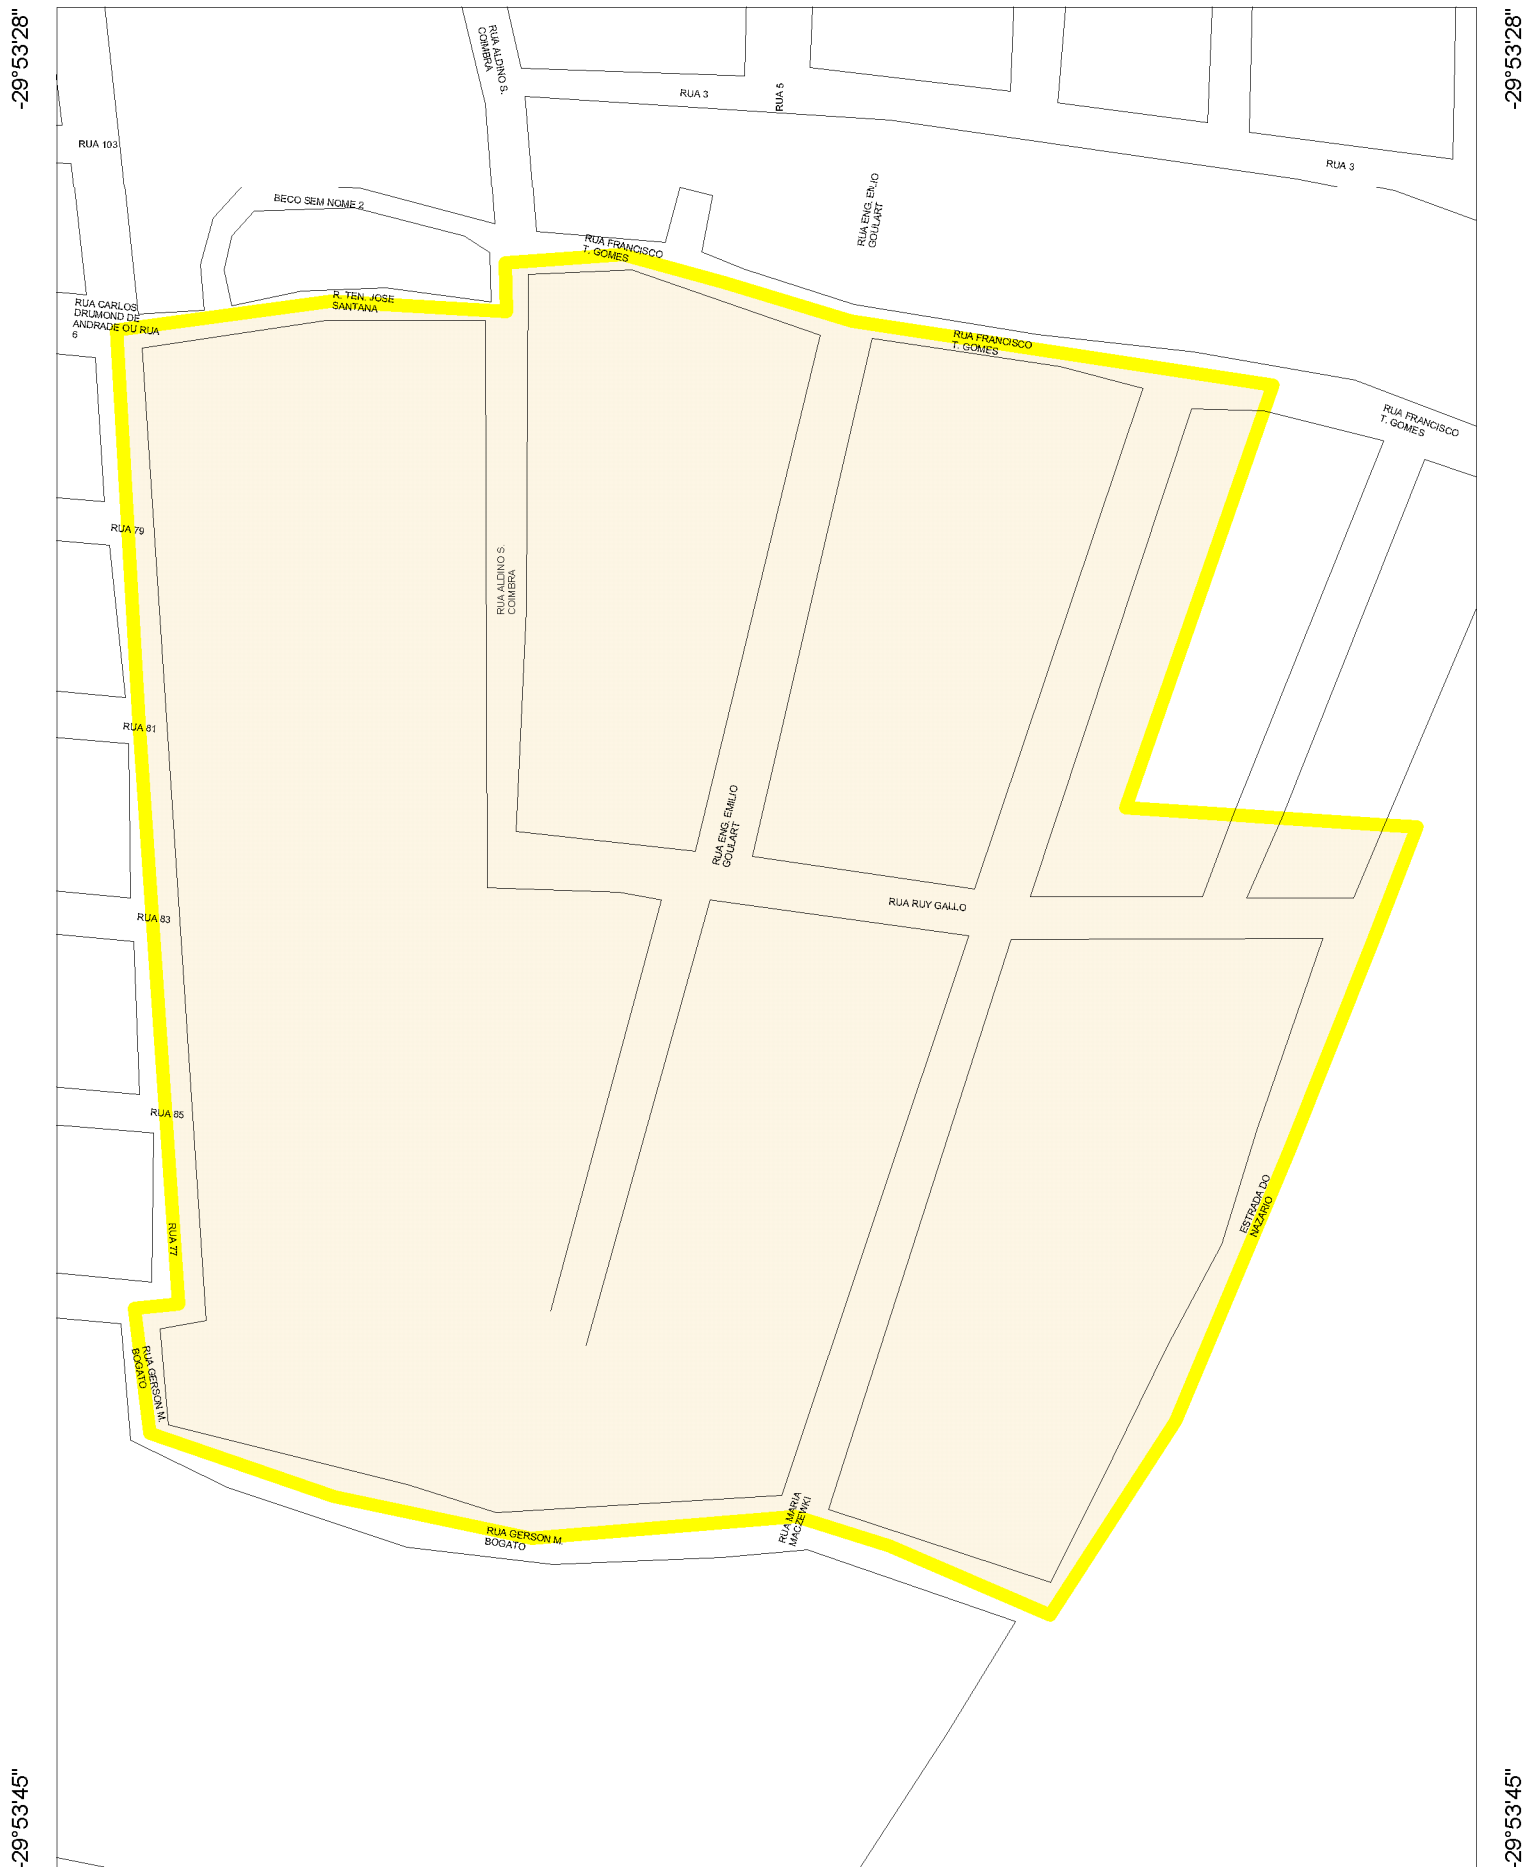 -29°53'28"
-29°53'28"
RUA ALDINO S.
COIMBRA
RUA 3
RUA 5
RUA 103
RUA 3
BECO SEM NOME 2
RUA ENG. ENIO
GOULART
RUA FRANCISCO
T. GOMES
R. TEN. JOSE
SANTANA
RUA CARLOS
DRUMOND DE
ANDRADE OU RUA
6
RUA FRANCISCO
T. GOMES
RUA FRANCISCO
T. GOMES
RUA 79
RUA ALDINO S.
COIMBRA
RUA 81
RUA ENG. EMILIO
GOULART
RUA RUY GALLO
RUA 83
RUA 85
ESTRADA DO
NAZARIO
RUA 77
RUA GERSON M.
BOGATO
RUA GERSON M.
BOGATO
RUA MARIA
MACZEWKI
-29°53'45"
-29°53'45"